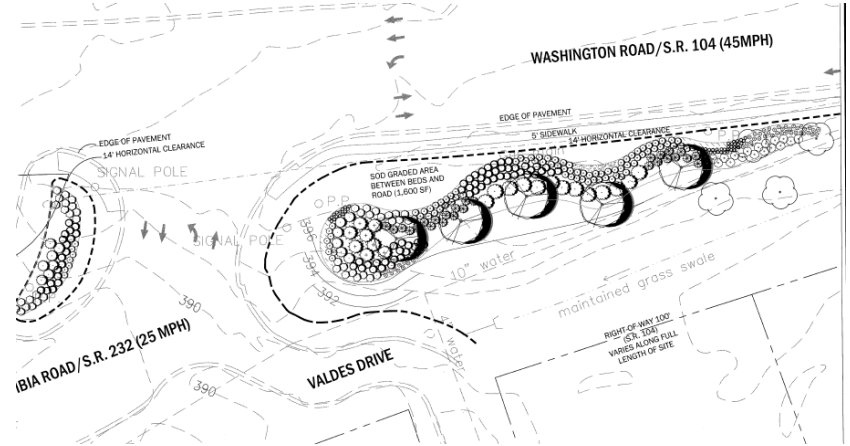 WASHINGTON ROAD/S.R. 104 (45MPH)
EDGE OF PAVEMENT
5' SIDEWALK
14' HORIZONTAL CLEARANCE
P.P.
EDGE OF PAVEMENT
14' HORIZONTAL CLEARANCE
SIGNAL POLE
SOD GRADED AREA
BETWEEN BEDS AND
ROAD (1,600 SF)
P.P.
SIGNAL POLE
396
394
392
10" water
maintained grass swale
390
RIGHT-OF-WAY 100'
(S.R. 104)
VARIES ALONG FULL
LENGTH OF SITE
BIA ROAD/S.R. 232 (25 MPH)
VALDES DRIVE
water
390